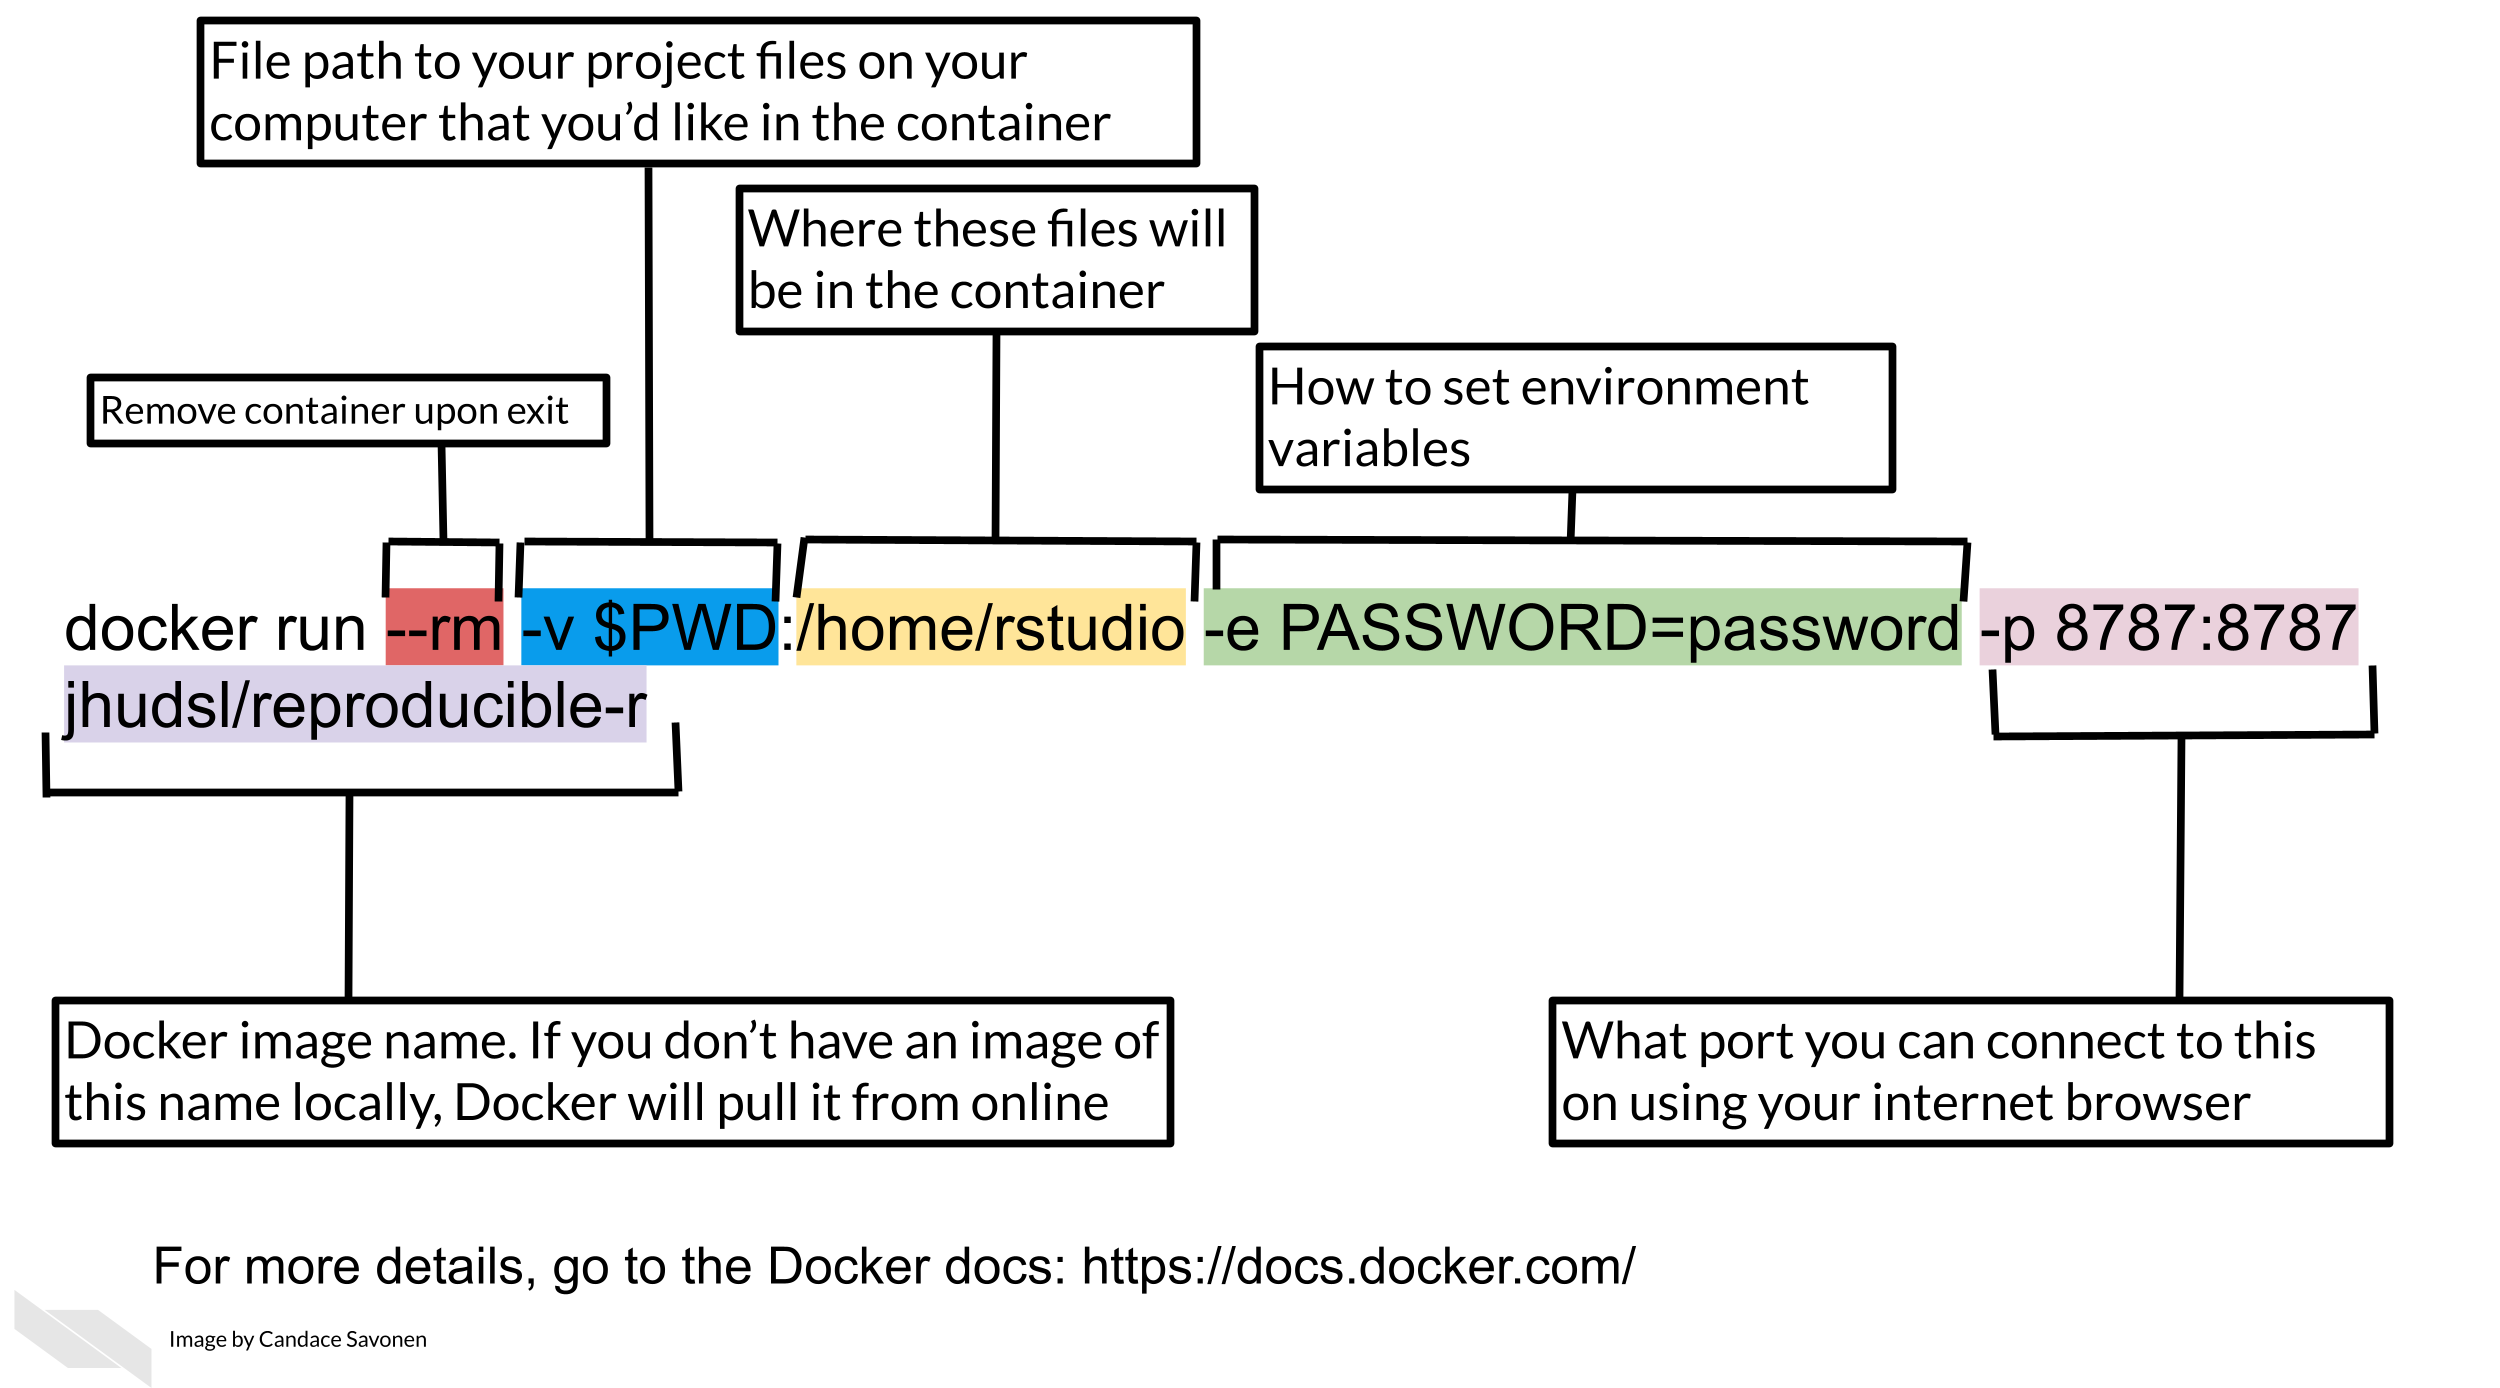 Filepath to your project files on your
computer that you’d like in the container
Where these files will
be in the container
How to set environment
variables
Remove container upon exit
docker run --rm -v $PWD:/home/rstudio -e PASSWORD=password -p 8787:8787
jhudsl/reproducible-r
Docker image name. If you don’t have an image of
this name locally, Docker will pull it from online
What port you can connect to this
on using your internet browser
For more details, go to the Docker docs: https://docs.docker.com/
Image by Candace Savonen